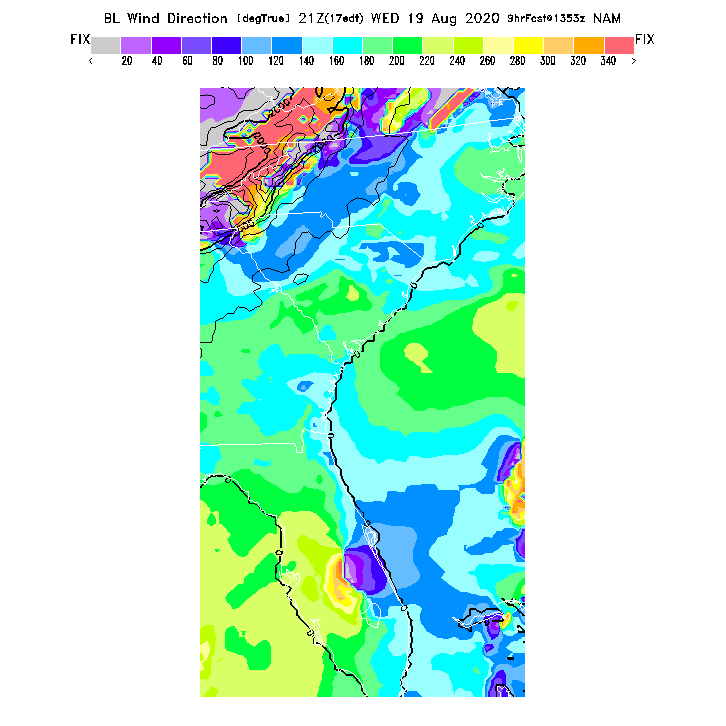 BL Wind Direction [degTrue] 21Z(17edt) WED 19 Aug 2020 9hrFcst@1353z NAM
FIX FIX
< 20 40 60 80 100 120 140 160 180 200 220 240 260 280 300 320 340 >